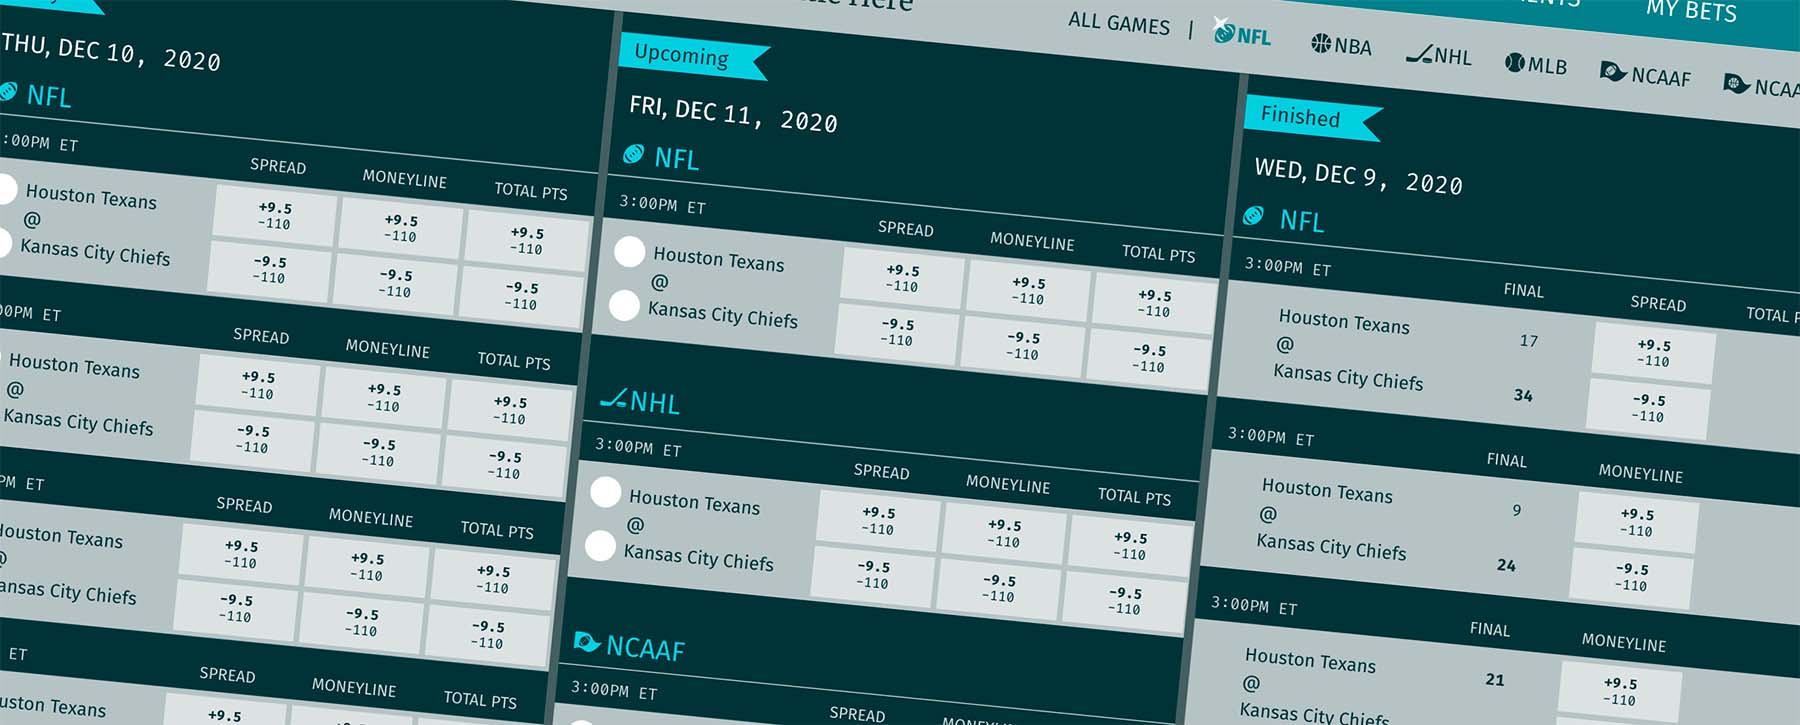 Here
MY BETS
ALL GAMES | NFL NBA NHL MLB NCAAF
THU, DEC 10, 2020
NFL
:00PM ET
SPREAD MONEYLINE TOTAL PTS
Houston Texans
@
Kansas City Chiefs
+9.5 +9.5 +9.5
-110 -110 -110
-9.5 -9.5 -9.5
-110 -110 -110
00PM ET
SPREAD MONEYLINE TOTAL PTS
Houston Texans
@
Kansas City Chiefs
+9.5 +9.5 +9.5
-110 -110 -110
-9.5 -9.5 -9.5
-110 -110 -110
PM ET
SPREAD MONEYLINE TOTAL PTS
Houston Texans
@
Kansas City Chiefs
+9.5 +9.5 +9.5
-110 -110 -110
-9.5 -9.5 -9.5
-110 -110 -110
ET
SPREAD MONEYLINE TOTAL PTS
uston Texans
+9.5
Upcoming
FRI, DEC 11, 2020
NFL
3:00PM ET
SPREAD MONEYLINE TOTAL PTS
Houston Texans
@
Kansas City Chiefs
+9.5 +9.5 +9.5
-110 -110 -110
-9.5 -9.5 -9.5
-110 -110 -110
NHL
3:00PM ET
SPREAD MONEYLINE TOTAL PTS
Houston Texans
@
Kansas City Chiefs
+9.5 +9.5 +9.5
-110 -110 -110
-9.5 -9.5 -9.5
-110 -110 -110
NCAAF
3:00PM ET
SPREAD
Finished
WED, DEC 9, 2020
NFL
3:00PM ET
FINAL SPREAD TOTAL P
Houston Texans 17
@
Kansas City Chiefs 34
+9.5
-110
-9.5
-110
3:00PM ET
FINAL MONEYLINE
Houston Texans 9
@
Kansas City Chiefs 24
+9.5
-110
-9.5
-110
3:00PM ET
FINAL MONEYLINE
Houston Texans 21
@
Kansas City Chiefs
+9.5
-110